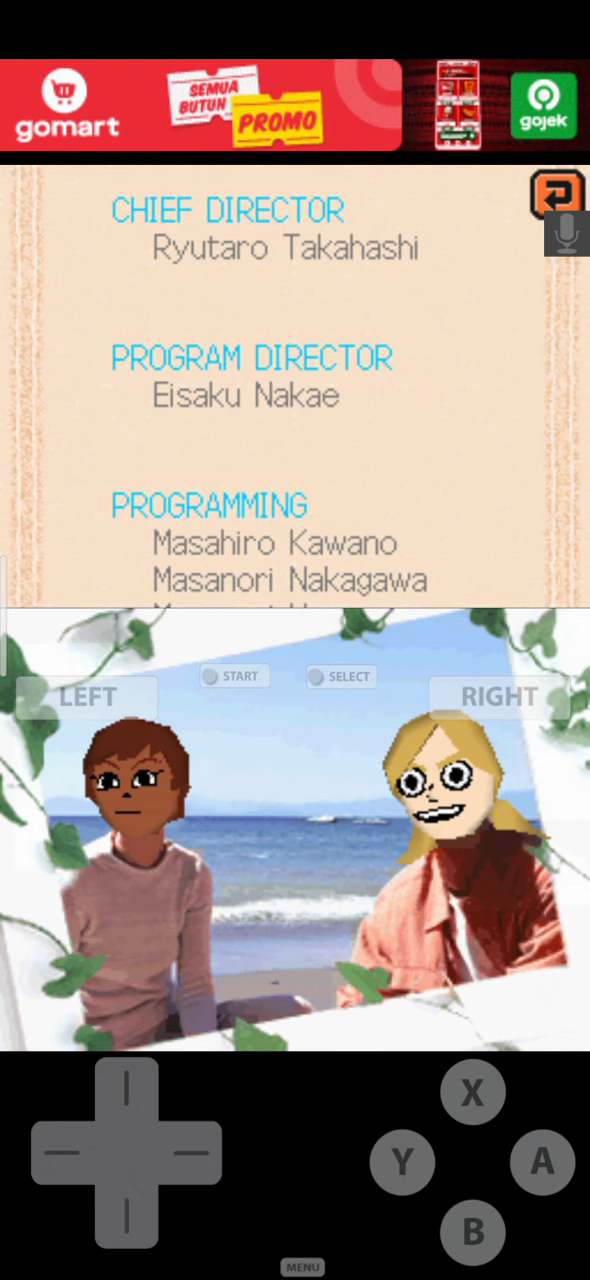 gomart
SEMUA
BUTUH
PROMO
gojek
CHIEF DIRECTOR
Ryutaro Takahashi
PROGRAM DIRECTOR
Eisaku Nakae
PROGRAMMING
Masahiro Kawano
Masanori Nakagawa
START
SELECT
LEFT
RIGHT
X
Y
A
B
MENU